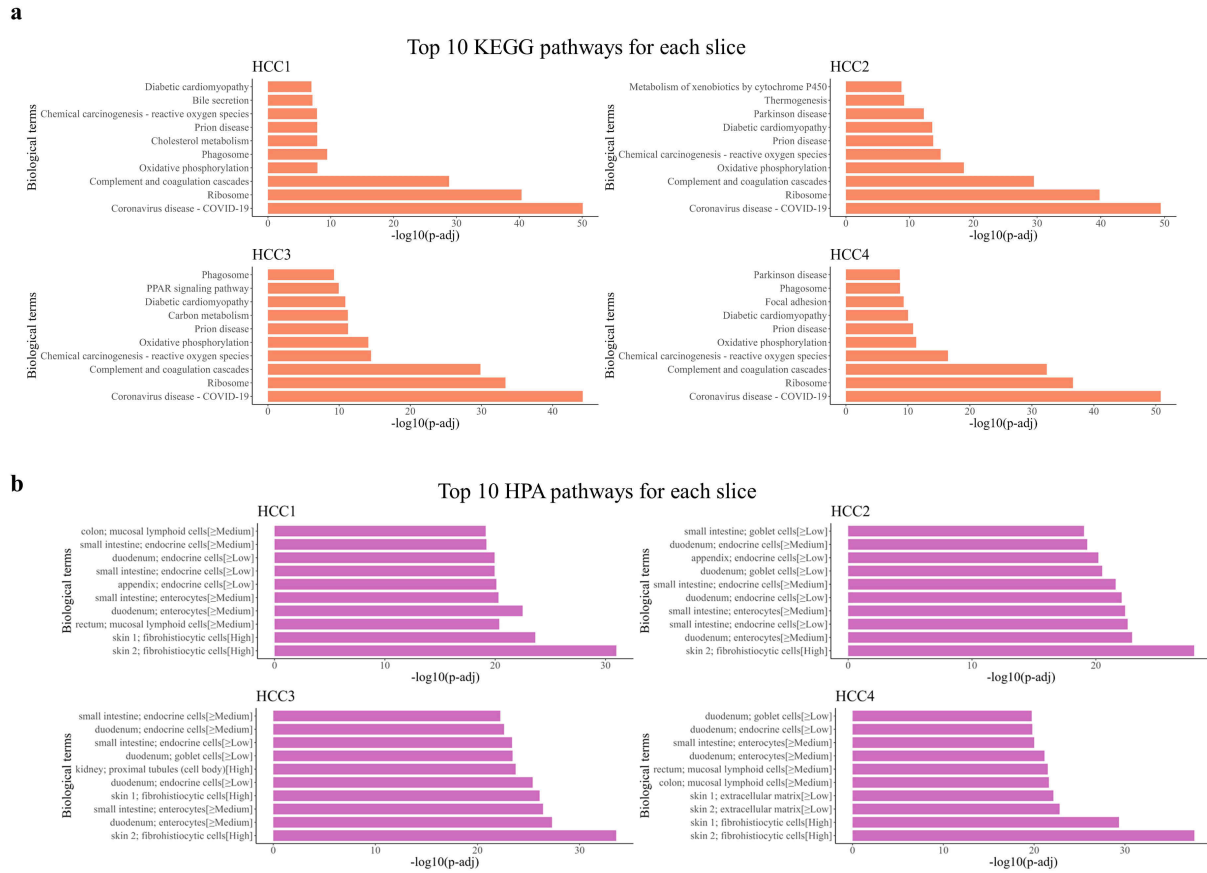 a
Top 10 KEGG pathways for each slice
HCC1
Biological terms
Diabetic cardiomyopathy
Bile secretion
Chemical carcinogenesis - reactive oxygen species
Prion disease
Cholesterol metabolism
Phagosome
Oxidative phosphorylation
Complement and coagulation cascades
Ribosome
Coronavirus disease - COVID-19
0 10 20 30 40 50
-log10(p-adj)
HCC2
Biological terms
Metabolism of xenobiotics by cytochrome P450
Thermogenesis
Parkinson disease
Diabetic cardiomyopathy
Prion disease
Chemical carcinogenesis - reactive oxygen species
Oxidative phosphorylation
Complement and coagulation cascades
Ribosome
Coronavirus disease - COVID-19
0 10 20 30 40 50
-log10(p-adj)
HCC3
Biological terms
Phagosome
PPAR signaling pathway
Diabetic cardiomyopathy
Carbon metabolism
Prion disease
Oxidative phosphorylation
Chemical carcinogenesis - reactive oxygen species
Complement and coagulation cascades
Ribosome
Coronavirus disease - COVID-19
0 10 20 30 40
-log10(p-adj)
HCC4
Biological terms
Parkinson disease
Phagosome
Focal adhesion
Diabetic cardiomyopathy
Prion disease
Oxidative phosphorylation
Chemical carcinogenesis - reactive oxygen species
Complement and coagulation cascades
Ribosome
Coronavirus disease - COVID-19
0 10 20 30 40 50
-log10(p-adj)
b
Top 10 HPA pathways for each slice
HCC1
Biological terms
colon; mucosal lymphoid cells[≥Medium]
small intestine; endocrine cells[≥Medium]
duodenum; endocrine cells[≥Low]
small intestine; endocrine cells[≥Low]
appendix; endocrine cells[≥Low]
small intestine; enterocytes[≥Medium]
duodenum; enterocytes[≥Medium]
rectum; mucosal lymphoid cells[≥Medium]
skin 1; fibrohistiocytic cells[High]
skin 2; fibrohistiocytic cells[High]
0 10 20 30
-log10(p-adj)
HCC2
Biological terms
small intestine; goblet cells[≥Low]
duodenum; endocrine cells[≥Medium]
appendix; endocrine cells[≥Low]
duodenum; goblet cells[≥Low]
small intestine; endocrine cells[≥Medium]
duodenum; endocrine cells[≥Low]
small intestine; enterocytes[≥Medium]
small intestine; endocrine cells[≥Low]
duodenum; enterocytes[≥Medium]
skin 2; fibrohistiocytic cells[High]
0 10 20
-log10(p-adj)
HCC3
Biological terms
small intestine; endocrine cells[≥Medium]
duodenum; endocrine cells[≥Medium]
small intestine; endocrine cells[≥Low]
duodenum; goblet cells[≥Low]
kidney; proximal tubules (cell body)[High]
duodenum; endocrine cells[≥Low]
skin 1; fibrohistiocytic cells[High]
small intestine; enterocytes[≥Medium]
duodenum; enterocytes[≥Medium]
skin 2; fibrohistiocytic cells[High]
0 10 20 30
-log10(p-adj)
HCC4
Biological terms
duodenum; goblet cells[≥Low]
duodenum; endocrine cells[≥Low]
small intestine; enterocytes[≥Medium]
duodenum; enterocytes[≥Medium]
rectum; mucosal lymphoid cells[≥Medium]
colon; mucosal lymphoid cells[≥Medium]
skin 1; extracellular matrix[≥Low]
skin 2; extracellular matrix[≥Low]
skin 1; fibrohistiocytic cells[High]
skin 2; fibrohistiocytic cells[High]
0 10 20 30
-log10(p-adj)